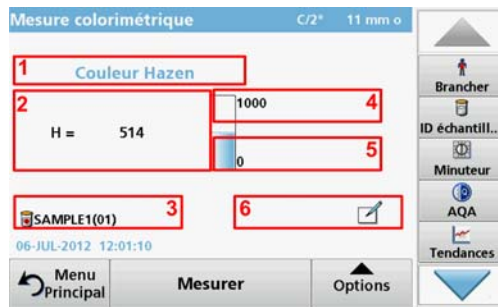 Mesure colorimétrique C/2° 11 mm o
1 Couleur Hazen
2 1000 4
H = 514
5
0
SAMPLE1(01) 3 6
06-JUL-2012 12:01:10
Menu Principal
Mesurer
Options
Brancher
ID échantill..
Minuteur
AQA
Tendances